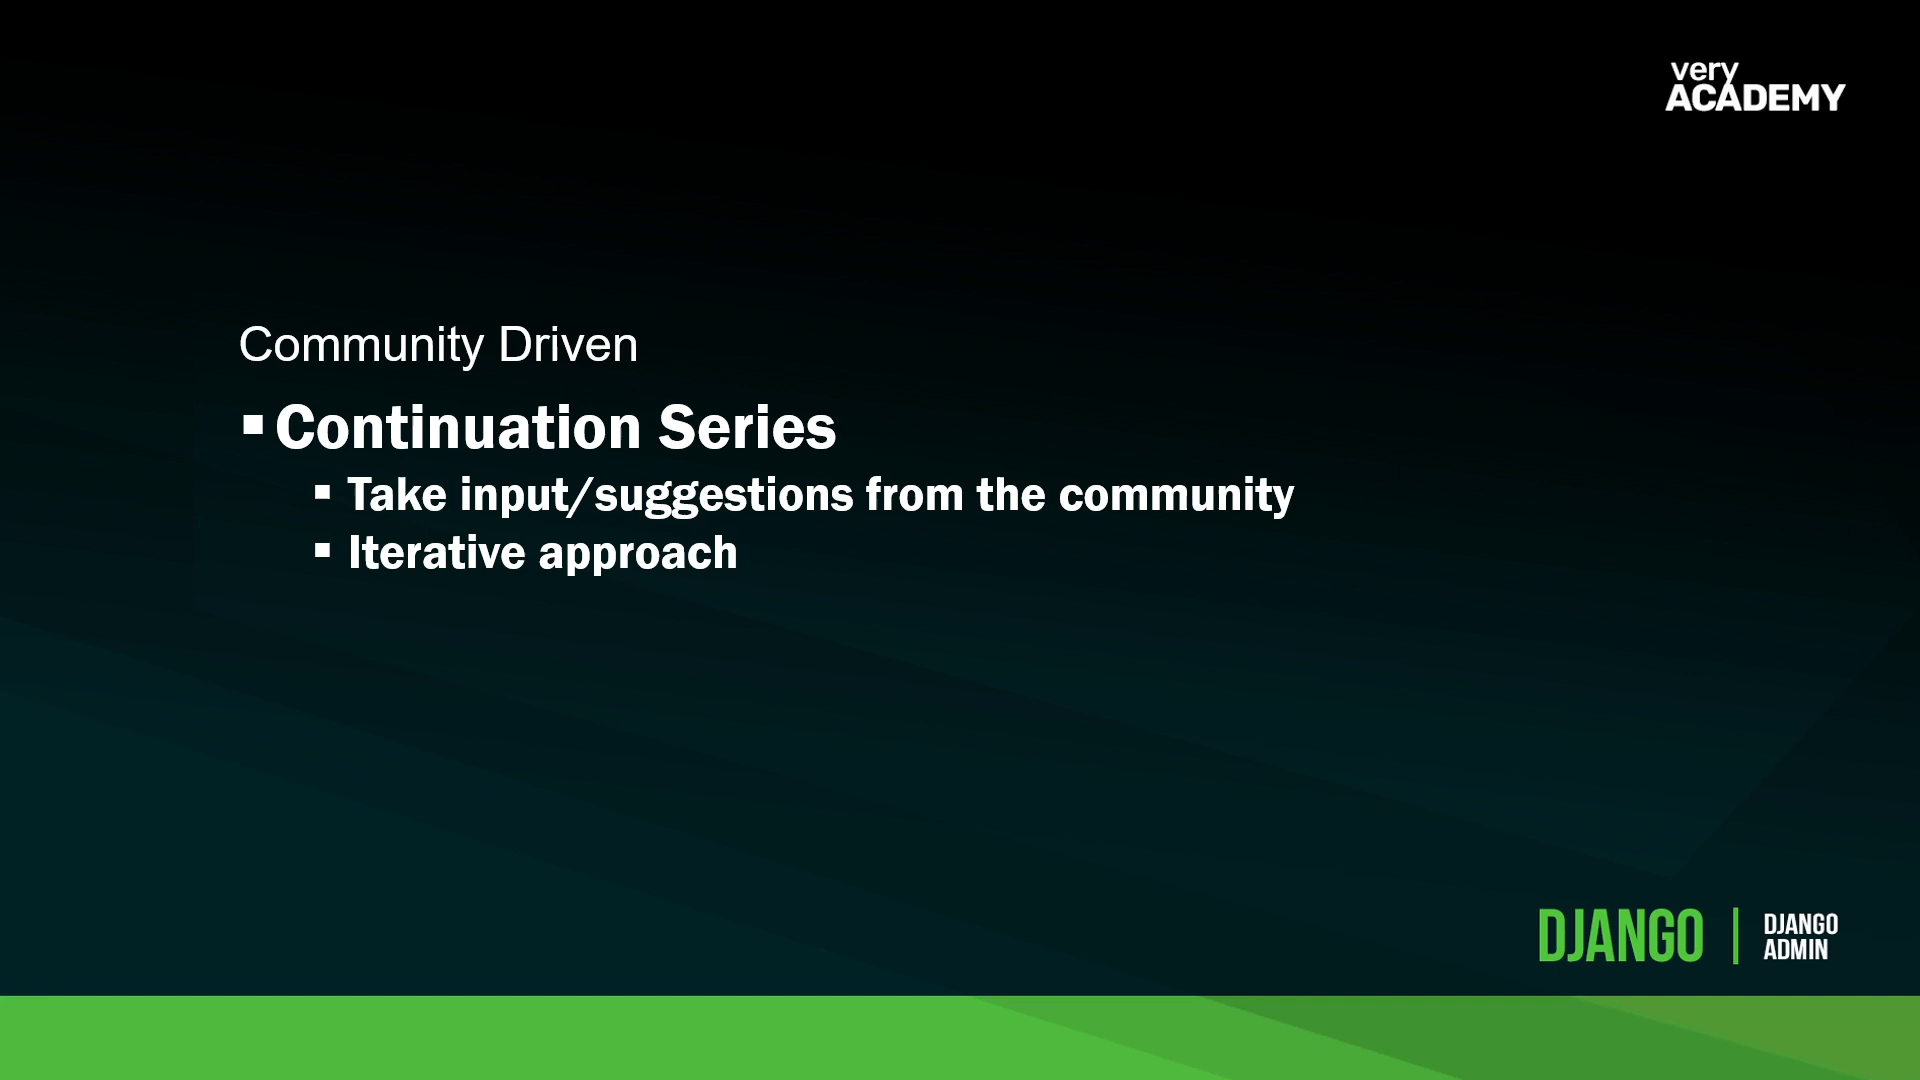 very
ACADEMY
Community Driven
▪ Continuation Series
▪ Take input/suggestions from the community
▪ Iterative approach
DJANGO | DJANGO
ADMIN